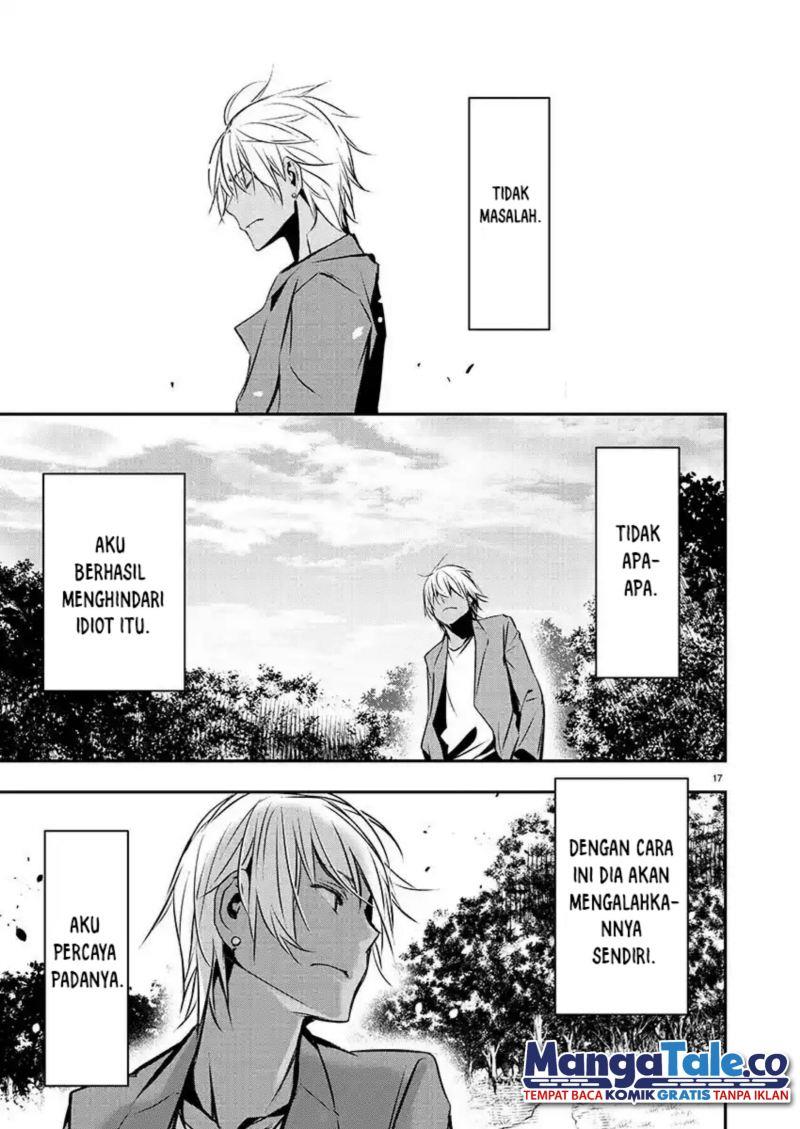 TIDAK
MASALAH.
TIDAK
APA-
APA.
AKU
BERHASIL
MENGHINDARI
IDIOT ITU.
17
DENGAN CARA
INI DIA AKAN
MENGALAHKA-
NNYA
SENDIRI.
AKU
PERCAYA
PADANYA.
MangaTale.co
TEMPAT BACA KOMIK GRATIS TANPA IKLAN